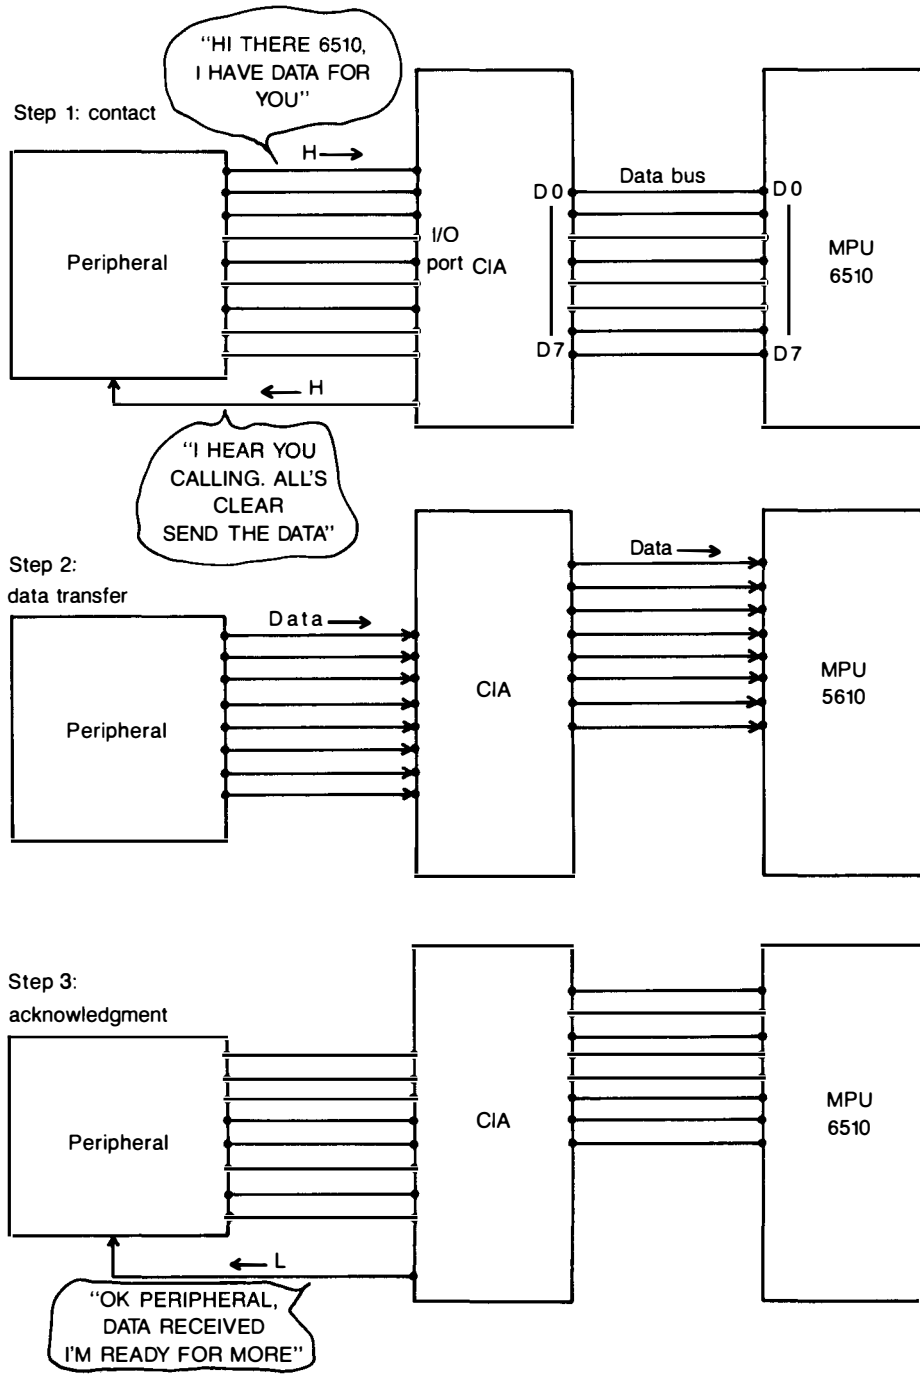 "HI THERE 6510,
I HAVE DATA FOR
YOU"
Step 1: contact
H
Peripheral
I/O
port
CIA
D0
D7
Data bus
D0
D7
MPU
6510
H
"I HEAR YOU
CALLING. ALL'S
CLEAR
SEND THE DATA"
Step 2:
data transfer
Data
Peripheral
CIA
Data
MPU
5610
Step 3:
acknowledgment
Peripheral
CIA
MPU
6510
L
"OK PERIPHERAL,
DATA RECEIVED
I'M READY FOR MORE"